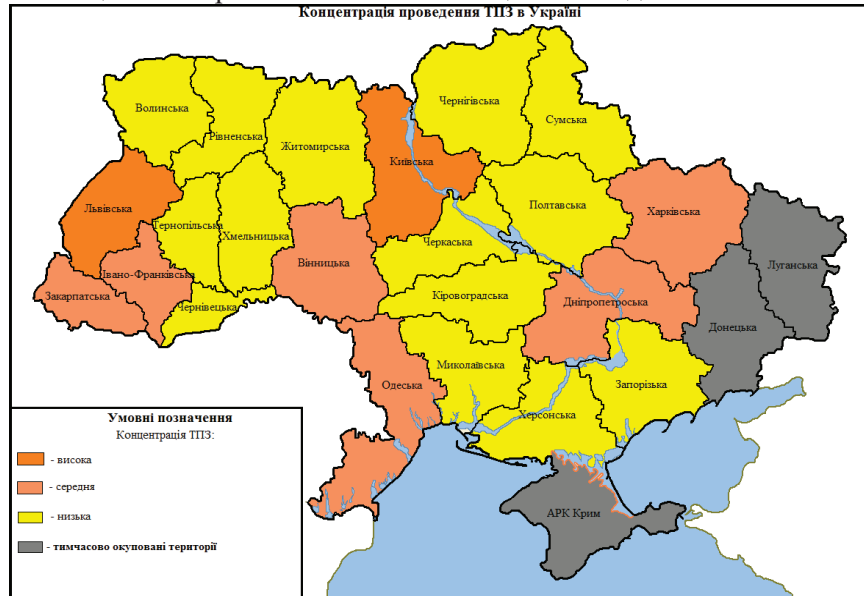 Концентрація проведення ТПЗ в Україні
Чернігівська
Волинська
Сумська
Рівненська
Житомирська
Київська
Львівська
Полтавська
Харківська
Тернопільська
Хмельницька
Черкаська
Вінницька
Луганська
Івано-Франківська
Закарпатська
Кіровоградська
Дніпропетроська
Чернівецька
Донецька
Миколаївська
Одеська
Запорізька
Херсонська
АРК Крим
Умовні позначення
Концентрація ТПЗ:
- висока
- середня
- низька
- тимчасово окуповані території